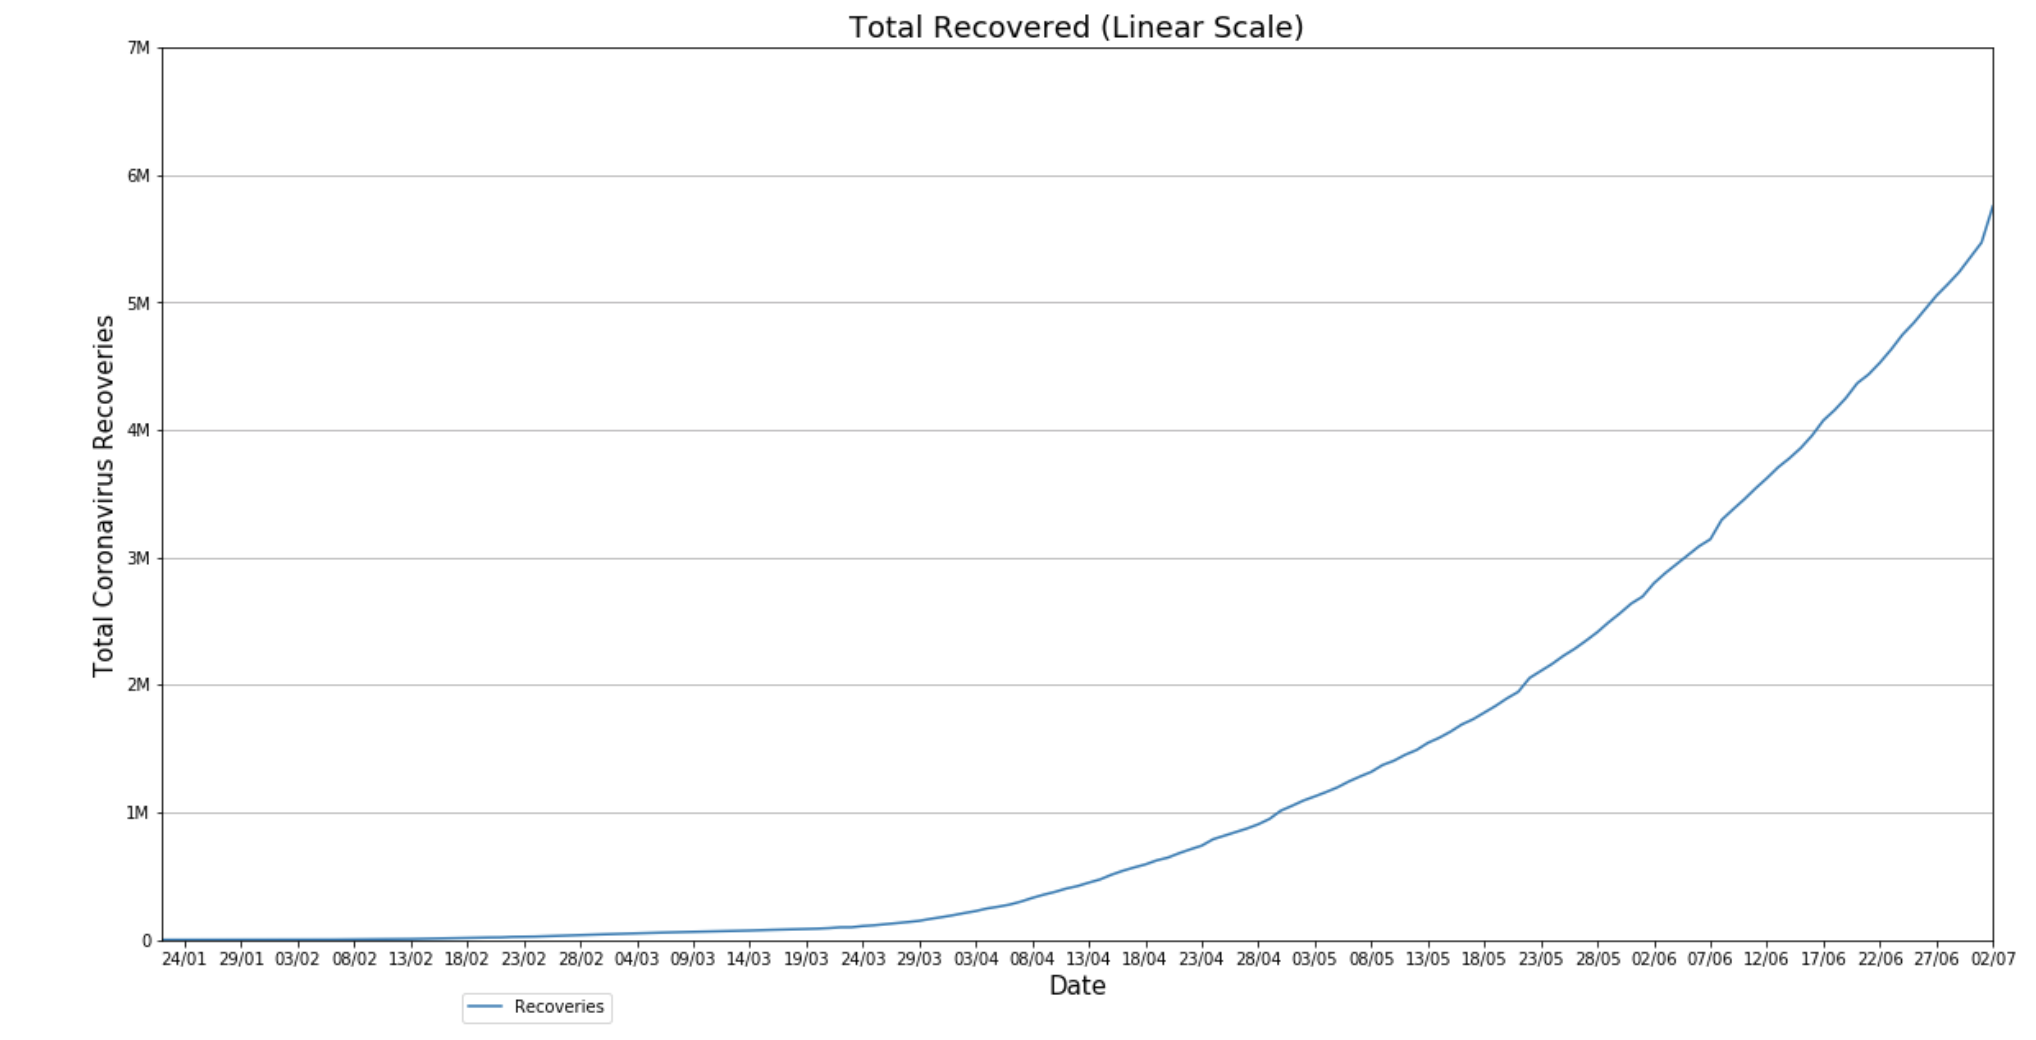 Total Recovered (Linear Scale)
7M
6M
5M
4M
3M
2M
1M
0
Total Coronavirus Recoveries
24/01 29/01 03/02 08/02 13/02 18/02 23/02 28/02 04/03 09/03 14/03 19/03 24/03 29/03 03/04 08/04 13/04 18/04 23/04 28/04 03/05 08/05 13/05 18/05 23/05 28/05 02/06 07/06 12/06 17/06 22/06 27/06 02/07
Date
Recoveries